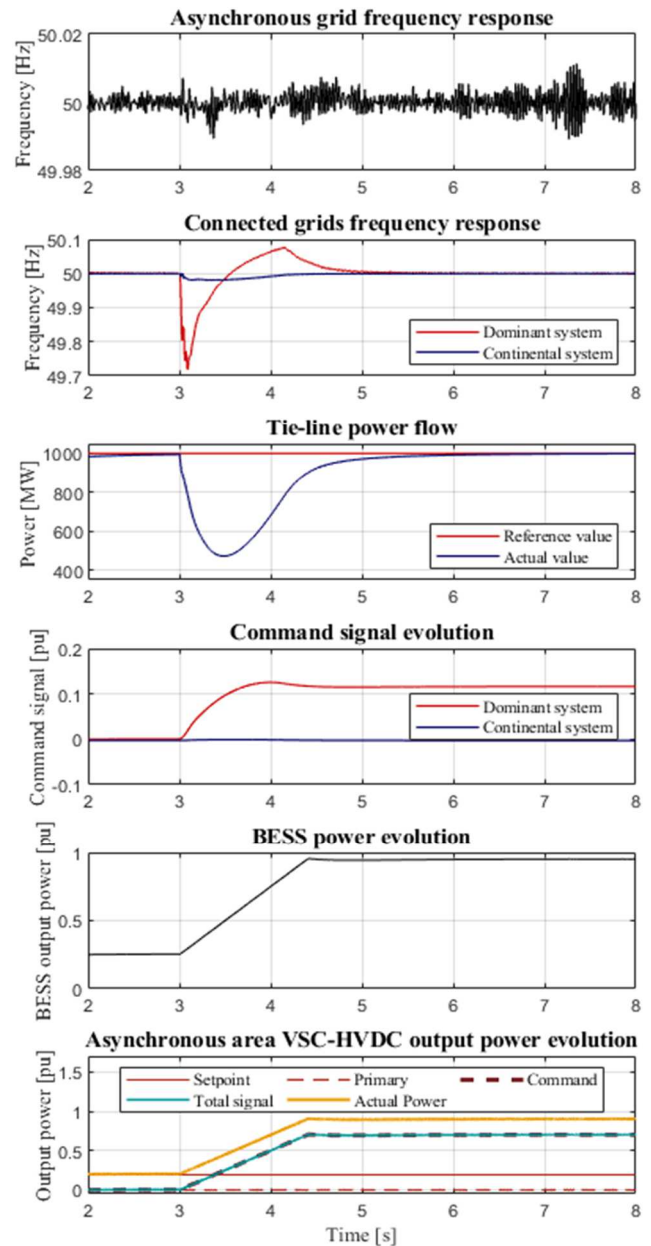 Asynchronous grid frequency response
Frequency [Hz]
50.02
50
49.98
2 3 4 5 6 7 8
Connected grids frequency response
Frequency [Hz]
50.1
50
49.9
49.8
49.7
Dominant system
Continental system
2 3 4 5 6 7 8
Tie-line power flow
Power [MW]
1000
800
600
400
Reference value
Actual value
2 3 4 5 6 7 8
Command signal evolution
Command signal [pu]
0.2
0.1
0
-0.1
Dominant system
Continental system
2 3 4 5 6 7 8
BESS power evolution
BESS output power [pu]
1
0.5
0
2 3 4 5 6 7 8
Asynchronous area VSC-HVDC output power evolution
Output power [pu]
1.5
1
0.5
0
Setpoint Primary Command
Total signal Actual Power
2 3 4 5 6 7 8
Time [s]